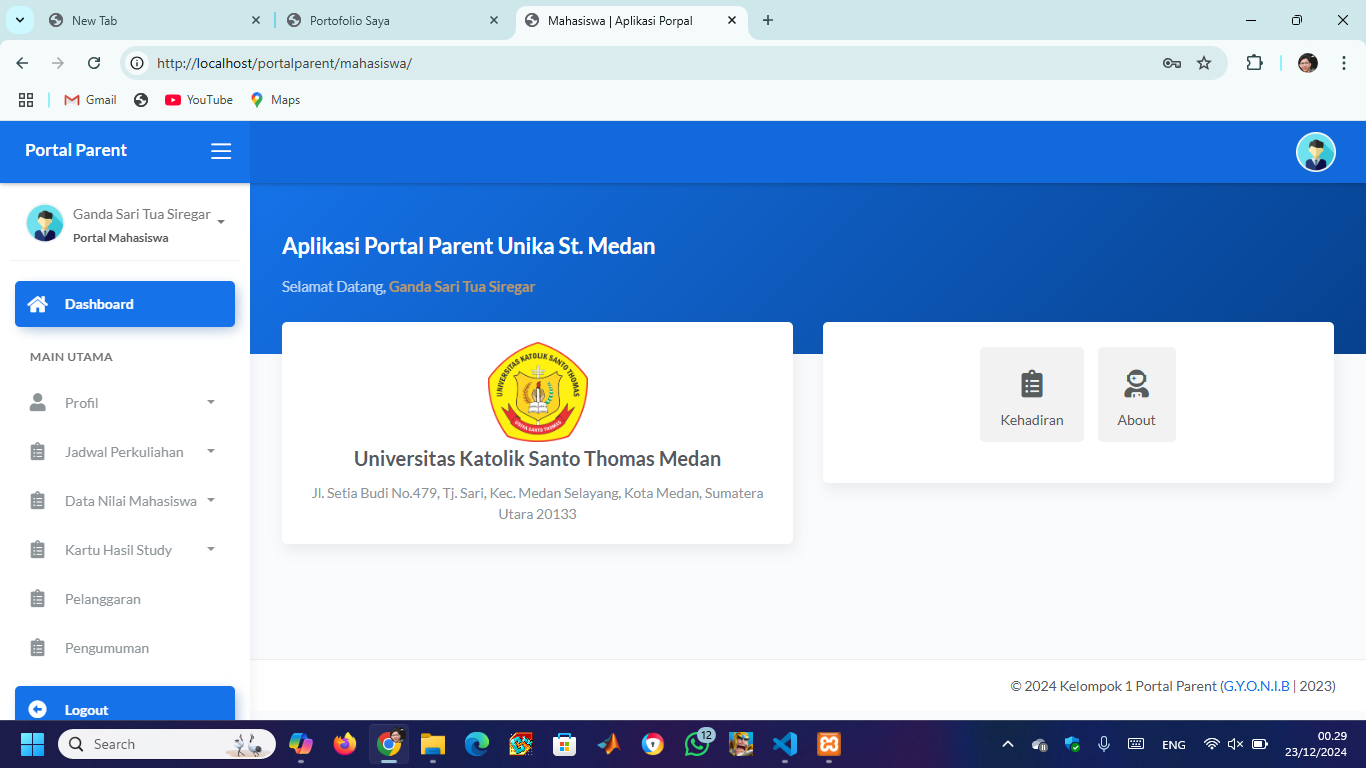 New Tab
Portofolio Saya
Mahasiswa | Aplikasi Porpal
http://localhost/portalparent/mahasiswa/
Gmail
YouTube
Maps
Portal Parent
Ganda Sari Tua Siregar
Portal Mahasiswa
Dashboard
MAIN UTAMA
Profil
Jadwal Perkuliahan
Data Nilai Mahasiswa
Kartu Hasil Study
Pelanggaran
Pengumuman
Logout
Aplikasi Portal Parent Unika St. Medan
Selamat Datang, Ganda Sari Tua Siregar
UNIVERSITAS KATOLIK SANTO THOMAS
UNIKA SANTO THOMAS
Universitas Katolik Santo Thomas Medan
Jl. Setia Budi No.479, Tj. Sari, Kec. Medan Selayang, Kota Medan, Sumatera
Utara 20133
Kehadiran
About
© 2024 Kelompok 1 Portal Parent (G.Y.O.N.I.B | 2023)
Search
12
ENG
00.29
23/12/2024